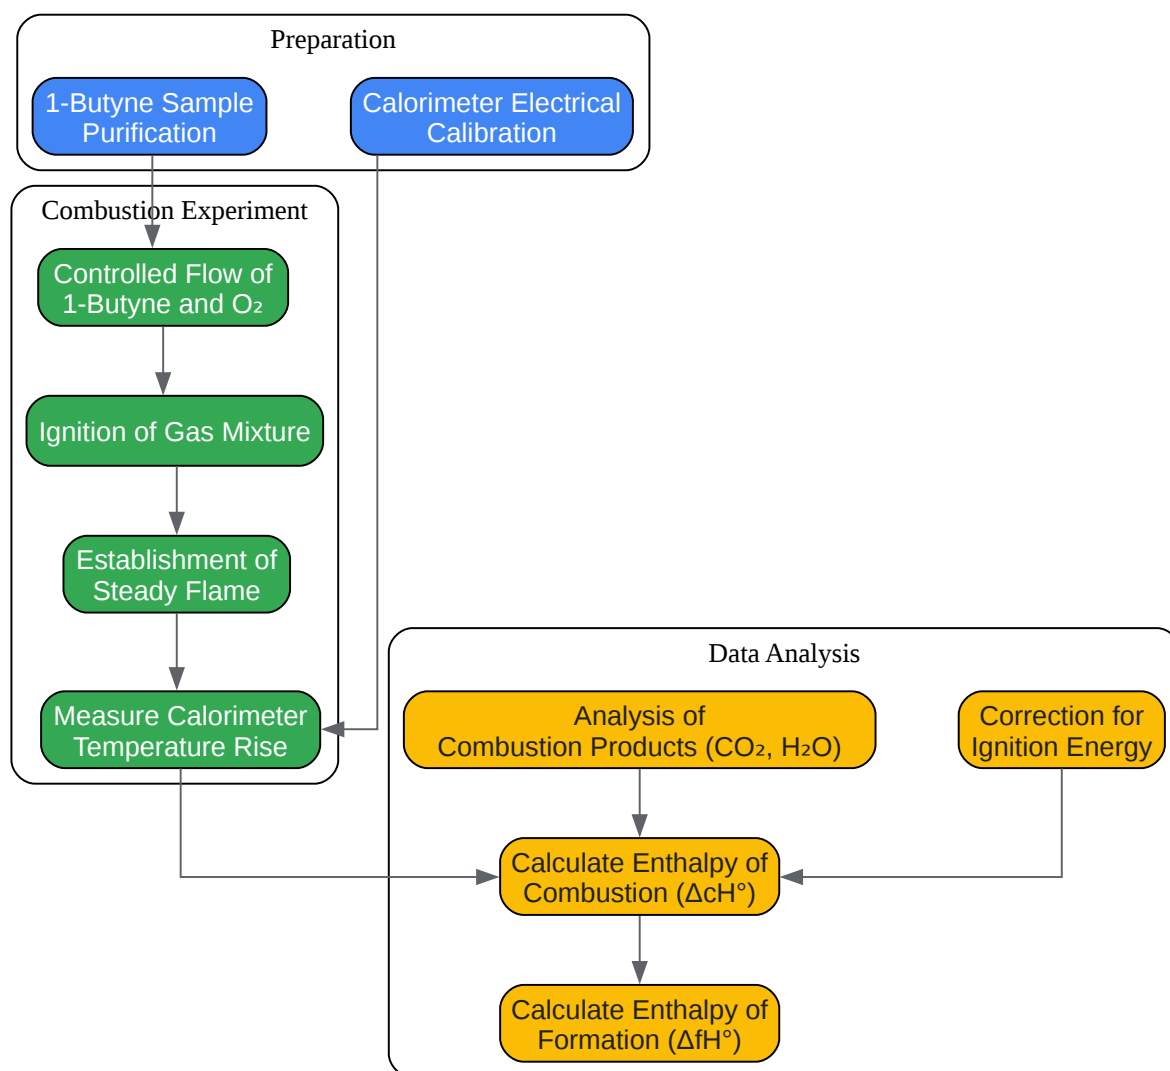 Preparation
1-Butyne Sample
Purification
Calorimeter Electrical
Calibration
Combustion Experiment
Controlled Flow of
1-Butyne and O₂
Ignition of Gas Mixture
Establishment of
Steady Flame
Measure Calorimeter
Temperature Rise
Data Analysis
Analysis of
Combustion Products (CO₂, H₂O)
Correction for
Ignition Energy
Calculate Enthalpy of
Combustion (ΔcH°)
Calculate Enthalpy of
Formation (ΔfH°)